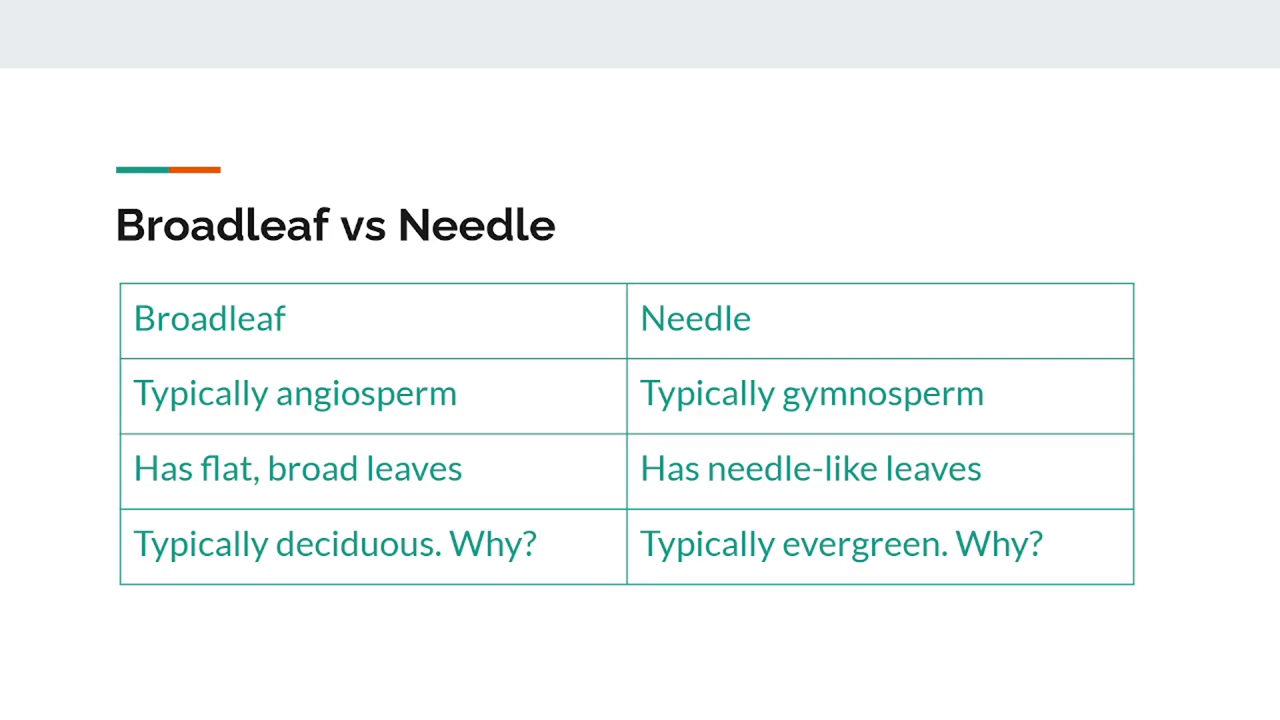 Broadleaf vs Needle
Broadleaf
Needle
Typically angiosperm
Typically gymnosperm
Has flat, broad leaves
Has needle-like leaves
Typically deciduous. Why?
Typically evergreen. Why?